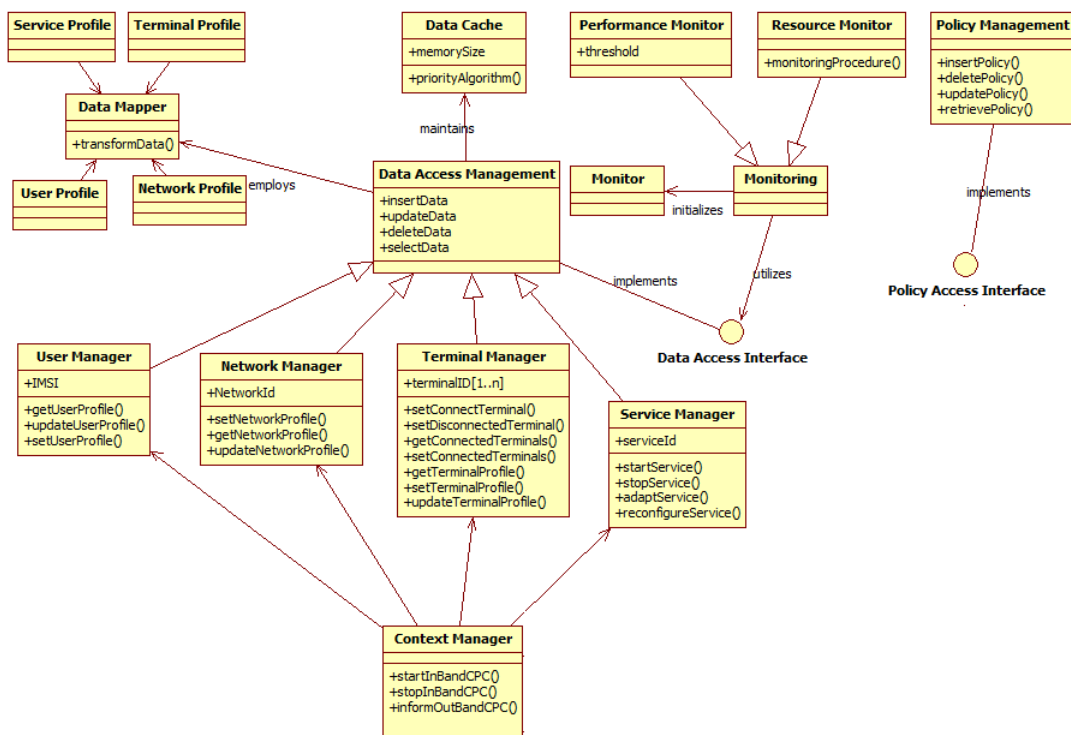 Service Profile
Terminal Profile
Data Cache
+memorySize
+priorityAlgorithm()
Performance Monitor
+threshold
Resource Monitor
+monitoringProcedure()
Policy Management
+insertPolicy()
+deletePolicy()
+updatePolicy()
+retrievePolicy()
Data Mapper
+transformData()
maintains
User Profile
Network Profile
employs
Data Access Management
+insertData
+updateData
+deleteData
+selectData
Monitor
initializes
Monitoring
implements
implements
utilizes
Policy Access Interface
Data Access Interface
User Manager
+IMSI
+getUserProfile()
+updateUserProfile()
+setUserProfile()
Network Manager
+NetworkId
+setNetworkProfile()
+getNetworkProfile()
+updateNetworkProfile()
Terminal Manager
+terminalID[1..n]
+setConnectTerminal()
+setDisconnectedTerminal()
+getConnectedTerminals()
+setConnectedTerminals()
+getTerminalProfile()
+setTerminalProfile()
+updateTerminalProfile()
Service Manager
+serviceId
+startService()
+stopService()
+adaptService()
+reconfigureService()
Context Manager
+startInBandCPC()
+stopInBandCPC()
+informOutBandCPC()